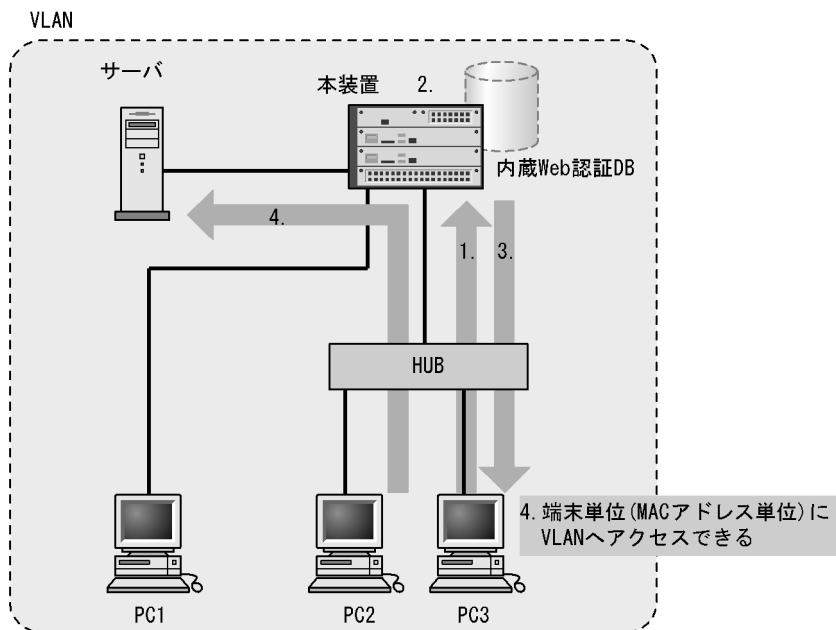 VLAN
サーバ
本装置 2.
内蔵Web認証DB
4.
1. 3.
HUB
4. 端末単位(MACアドレス単位)に
VLANへアクセスできる
PC1 PC2 PC3